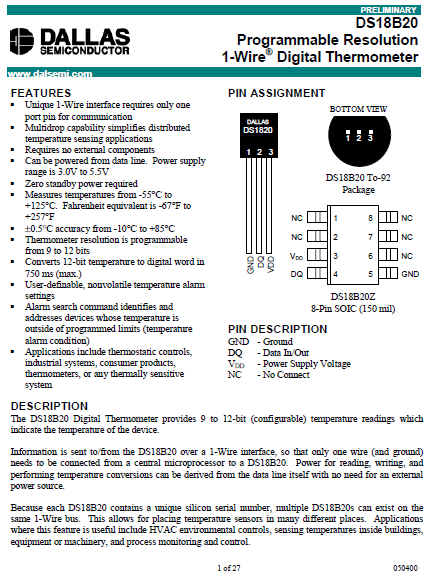 PRELIMINARY
DS18B20
Programmable Resolution
1-Wire® Digital Thermometer
DALLAS
SEMICONDUCTOR
www.dalsemi.com
FEATURES
▪ Unique 1-Wire interface requires only one
port pin for communication
▪ Multidrop capability simplifies distributed
temperature sensing applications
▪ Requires no external components
▪ Can be powered from data line. Power supply
range is 3.0V to 5.5V
▪ Zero standby power required
▪ Measures temperatures from -55°C to
+125°C. Fahrenheit equivalent is -67°F to
+257°F
▪ ±0.5°C accuracy from -10°C to +85°C
▪ Thermometer resolution is programmable
from 9 to 12 bits
▪ Converts 12-bit temperature to digital word in
750 ms (max.)
▪ User-definable, nonvolatile temperature alarm
settings
▪ Alarm search command identifies and
addresses devices whose temperature is
outside of programmed limits (temperature
alarm condition)
▪ Applications include thermostatic controls,
industrial systems, consumer products,
thermometers, or any thermally sensitive
system
PIN ASSIGNMENT
DALLAS
DS1820
1 2 3
GND
DQ
VDD
BOTTOM VIEW
1 2 3
DS18B20 To-92
Package
NC 1 8 NC
NC 2 7 NC
VDD 3 6 NC
DQ 4 5 GND
DS18B20Z
8-Pin SOIC (150 mil)
PIN DESCRIPTION
GND - Ground
DQ - Data In/Out
VDD - Power Supply Voltage
NC - No Connect
DESCRIPTION
The DS18B20 Digital Thermometer provides 9 to 12-bit (configurable) temperature readings which
indicate the temperature of the device.
Information is sent to/from the DS18B20 over a 1-Wire interface, so that only one wire (and ground)
needs to be connected from a central microprocessor to a DS18B20. Power for reading, writing, and
performing temperature conversions can be derived from the data line itself with no need for an external
power source.
Because each DS18B20 contains a unique silicon serial number, multiple DS18B20s can exist on the
same 1-Wire bus. This allows for placing temperature sensors in many different places. Applications
where this feature is useful include HVAC environmental controls, sensing temperatures inside buildings,
equipment or machinery, and process monitoring and control.
1 of 27
050400